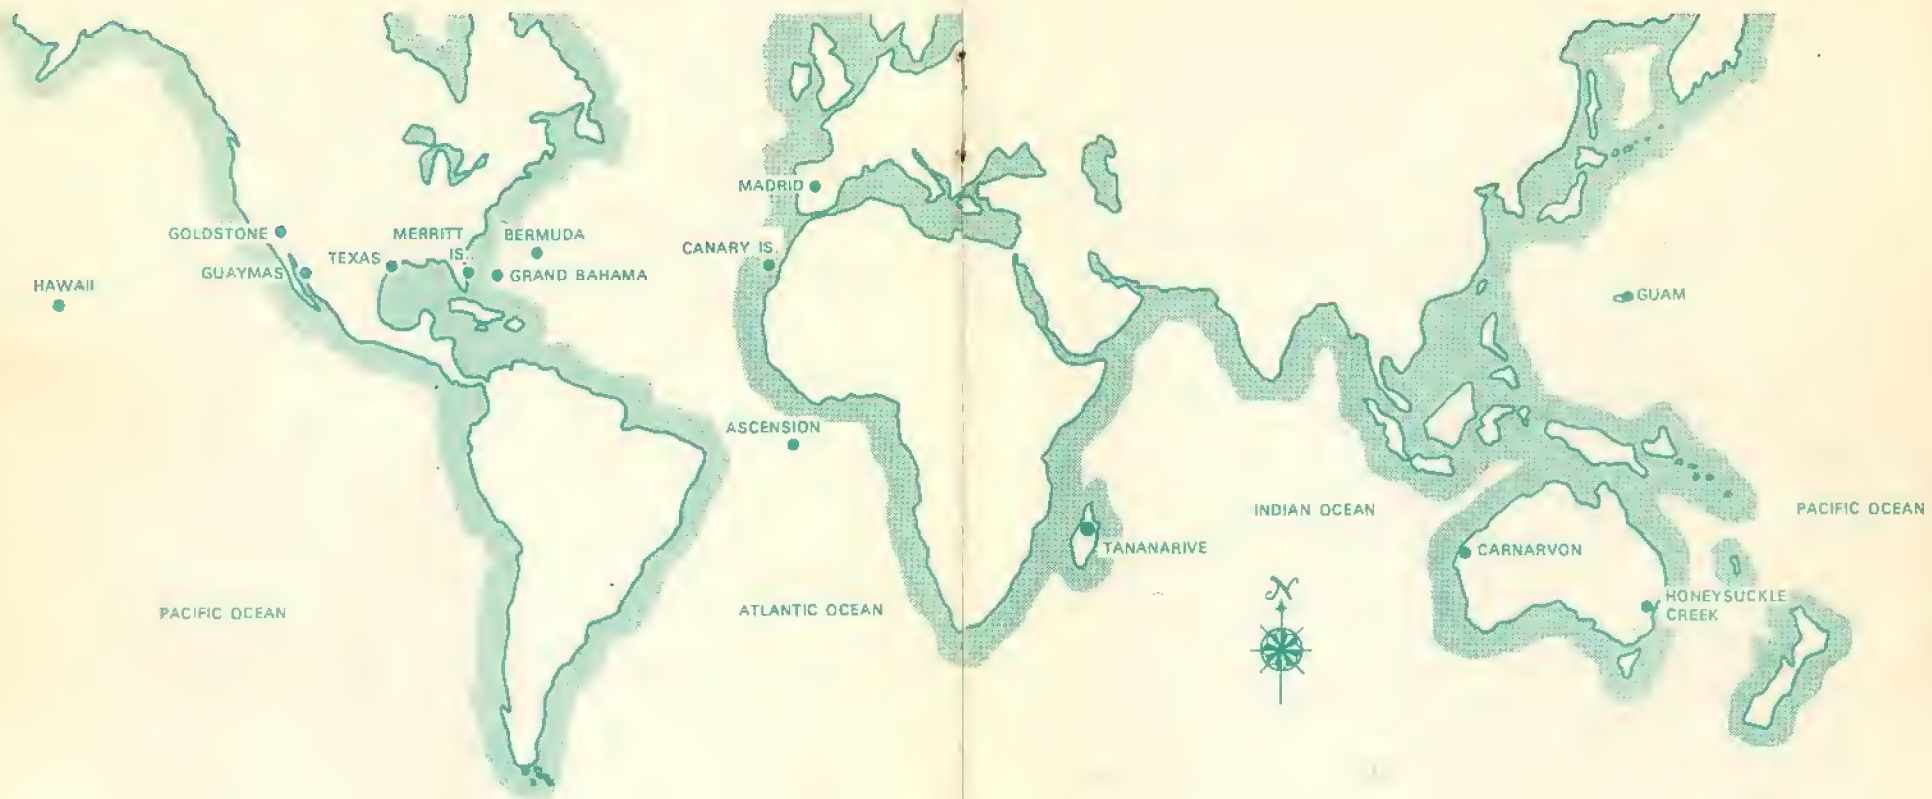 MADRID
GOLDSTONE
MERRITT
IS.
BERMUDA
CANARY IS.
TEXAS
GUAYMAS
GRAND BAHAMA
HAWAII
GUAM
ASCENSION
INDIAN OCEAN
PACIFIC OCEAN
TANANARIVE
CARNARVON
N
HONEYSUCKLE
CREEK
PACIFIC OCEAN
ATLANTIC OCEAN